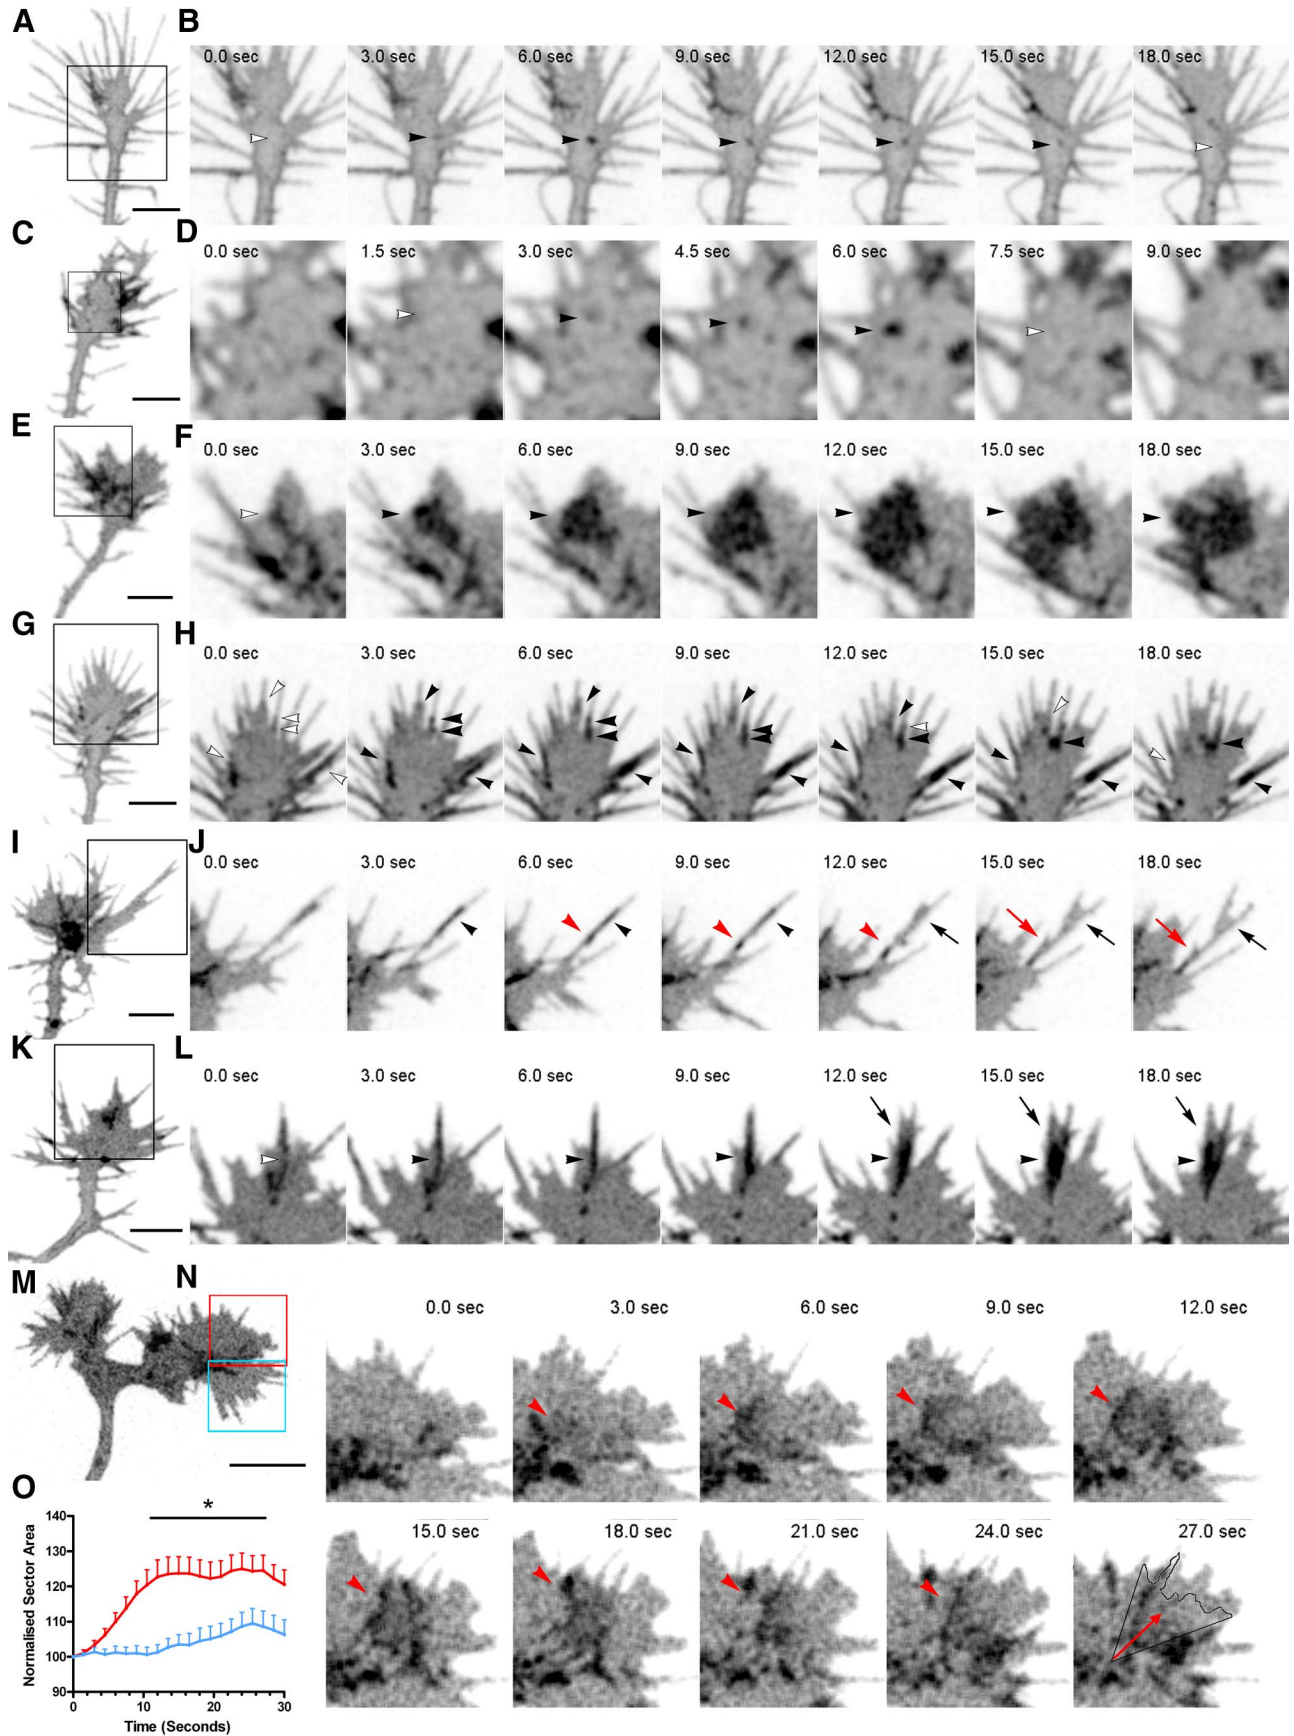 A
B
0.0 sec 3.0 sec 6.0 sec 9.0 sec 12.0 sec 15.0 sec 18.0 sec
C
D
0.0 sec 1.5 sec 3.0 sec 4.5 sec 6.0 sec 7.5 sec 9.0 sec
E
F
0.0 sec 3.0 sec 6.0 sec 9.0 sec 12.0 sec 15.0 sec 18.0 sec
G
H
0.0 sec 3.0 sec 6.0 sec 9.0 sec 12.0 sec 15.0 sec 18.0 sec
I
J
0.0 sec 3.0 sec 6.0 sec 9.0 sec 12.0 sec 15.0 sec 18.0 sec
K
L
0.0 sec 3.0 sec 6.0 sec 9.0 sec 12.0 sec 15.0 sec 18.0 sec
M
N
0.0 sec 3.0 sec 6.0 sec 9.0 sec 12.0 sec
15.0 sec 18.0 sec 21.0 sec 24.0 sec 27.0 sec
O
*
140
130
120
110
100
90
0 10 20 30
Normalised Sector Area
Time (Seconds)